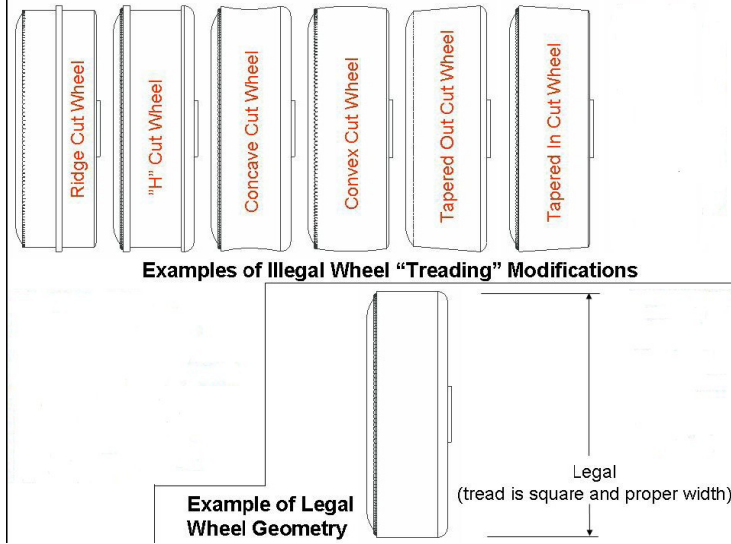 Ridge Cut Wheel
"H" Cut Wheel
Concave Cut Wheel
Convex Cut Wheel
Tapered Out Cut Wheel
Tapered In Cut Wheel
Examples of Illegal Wheel “Treading” Modifications
Legal
(tread is square and proper width)
Example of Legal
Wheel Geometry